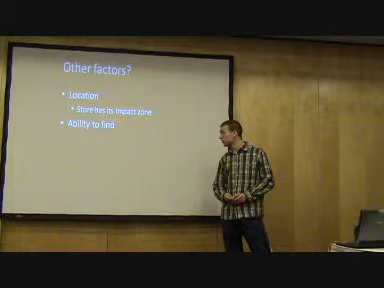 Other factors?
• Location
• Store has its impact zone
• Ability to find